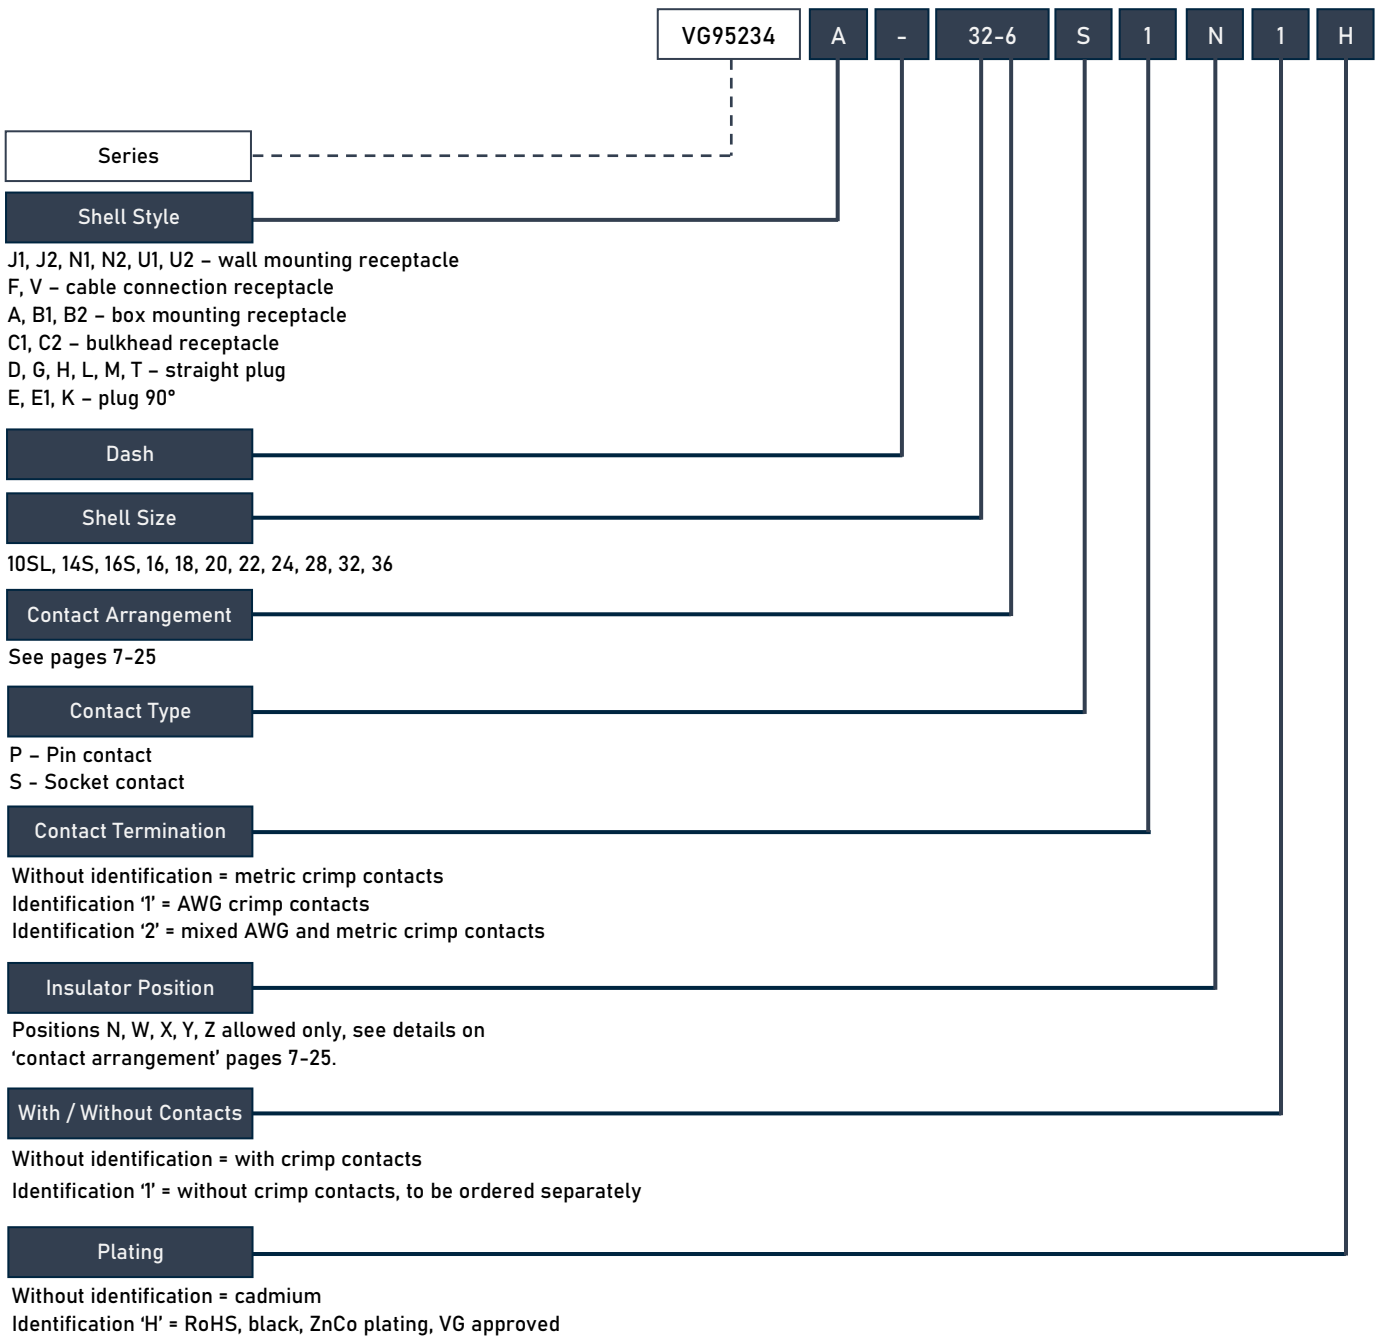 VG95234 A - 32-6 S 1 N 1 H
Series
Shell Style
J1, J2, N1, N2, U1, U2 – wall mounting receptacle
F, V – cable connection receptacle
A, B1, B2 – box mounting receptacle
C1, C2 – bulkhead receptacle
D, G, H, L, M, T – straight plug
E, E1, K – plug 90°
Dash
Shell Size
10SL, 14S, 16S, 16, 18, 20, 22, 24, 28, 32, 36
Contact Arrangement
See pages 7-25
Contact Type
P – Pin contact
S - Socket contact
Contact Termination
Without identification = metric crimp contacts
Identification ‘1’ = AWG crimp contacts
Identification ‘2’ = mixed AWG and metric crimp contacts
Insulator Position
Positions N, W, X, Y, Z allowed only, see details on
‘contact arrangement’ pages 7-25.
With / Without Contacts
Without identification = with crimp contacts
Identification ‘1’ = without crimp contacts, to be ordered separately
Plating
Without identification = cadmium
Identification ‘H’ = RoHS, black, ZnCo plating, VG approved